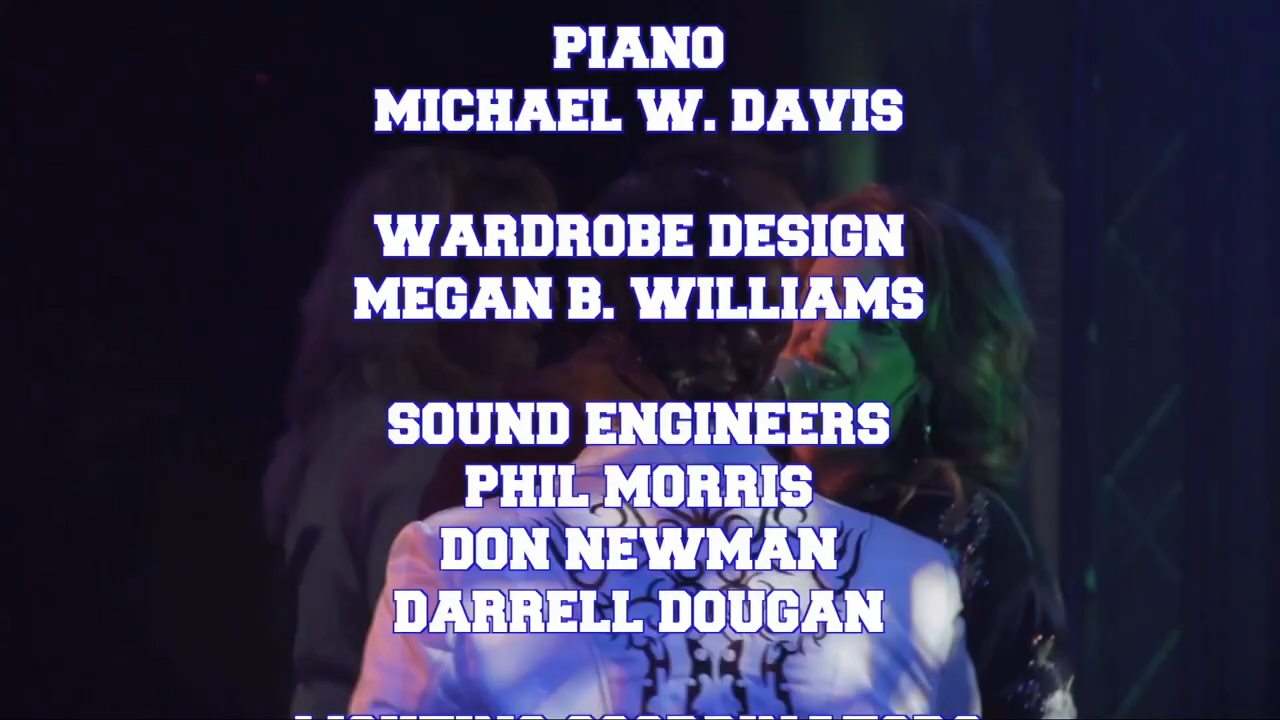 PIANO
MICHAEL W. DAVIS
WARDROBE DESIGN
MEGAN B. WILLIAMS
SOUND ENGINEERS
PHIL MORRIS
DON NEWMAN
DARRELL DOUGAN